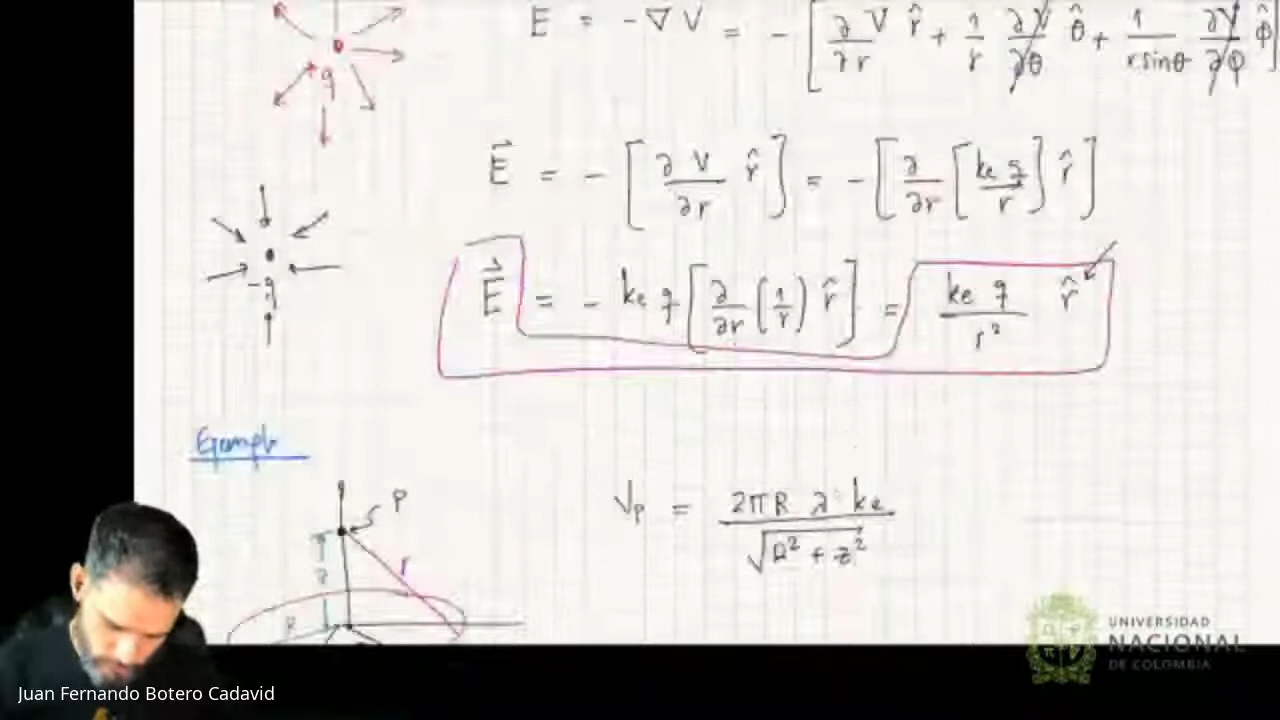 E = -∇V = - [ ∂V/∂r r̂ + 1/r ∂V/∂θ θ̂ + 1/(r sinθ) ∂V/∂φ φ̂ ]
+q
E⃗ = - [ ∂V/∂r r̂ ] = - [ ∂/∂r [ ke q / r ] r̂ ]
-q
E⃗ = - ke q [ ∂/∂r (1/r) r̂ ] = ke q / r² r̂
Ejemplo
P
Vp = 2πR λ ke / √(R² + z²)
z
r
R
UNIVERSIDAD
NACIONAL
DE COLOMBIA
Juan Fernando Botero Cadavid